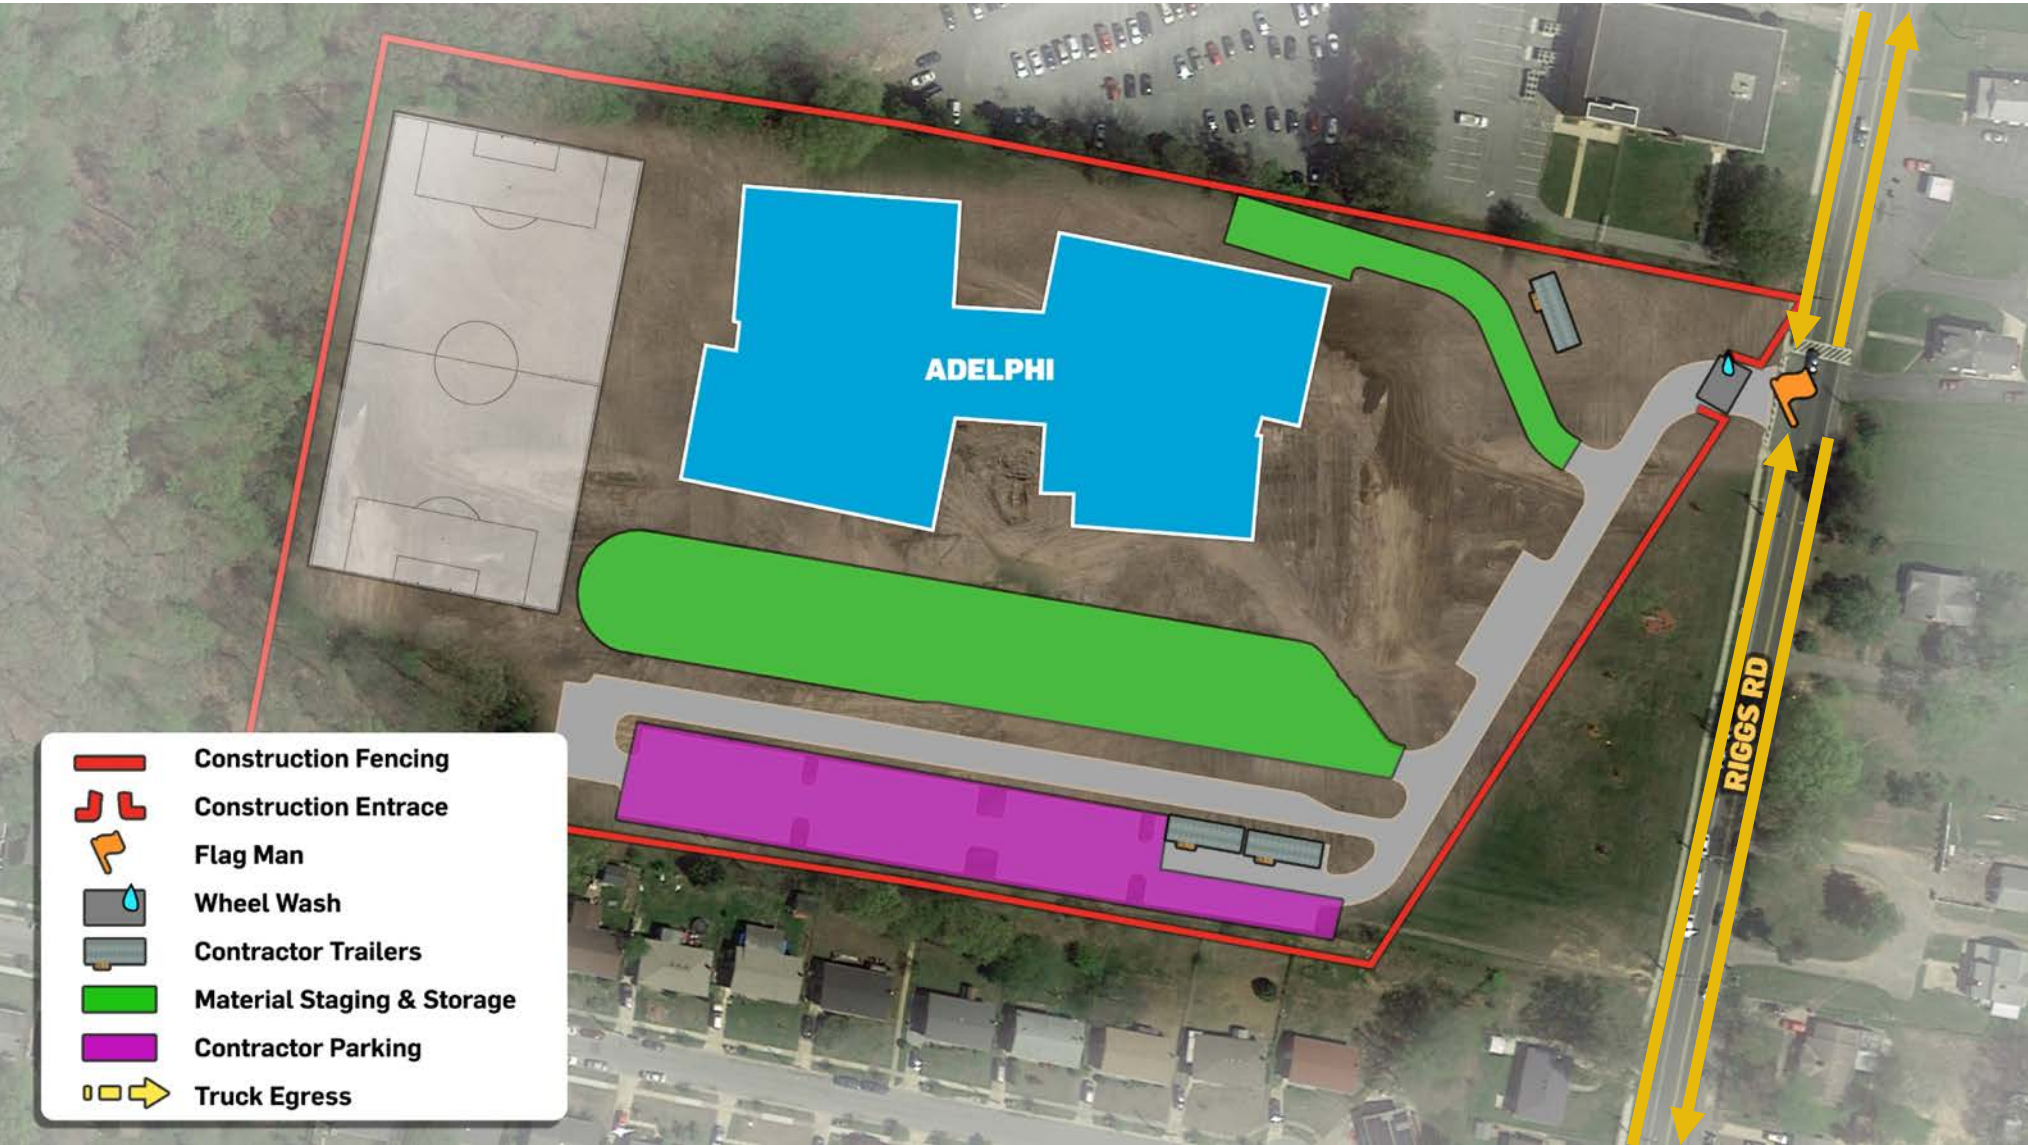 ADELPHI
RIGGS RD
Construction Fencing
Construction Entrace
Flag Man
Wheel Wash
Contractor Trailers
Material Staging & Storage
Contractor Parking
Truck Egress